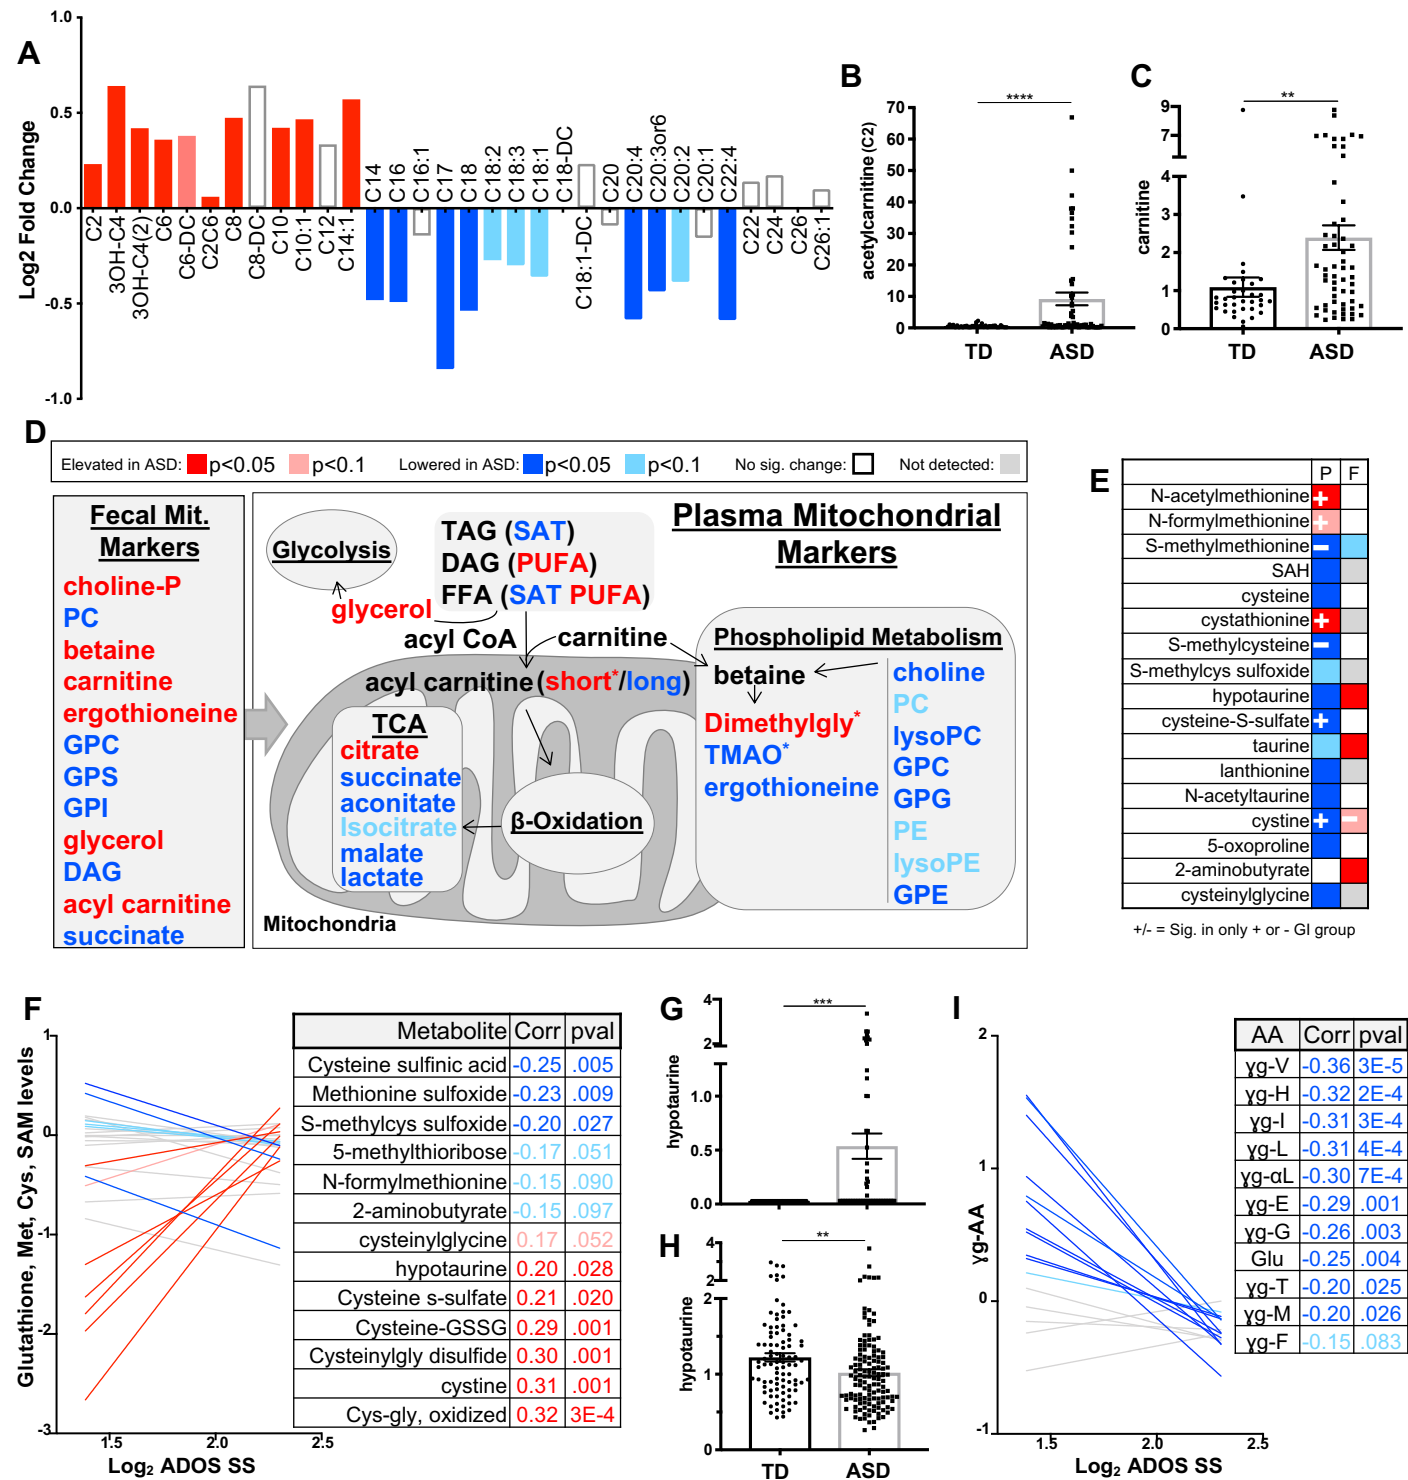 A
1.0
0.5
0.0
-0.5
-1.0
Log2 Fold Change
C2
3OH-C4
3OH-C4(2)
C6
C6-DC
C2C6
C8
C8-DC
C10
C10:1
C12
C14:1
C14
C16
C16:1
C17
C18
C18:2
C18:3
C18:1
C18-DC
C18:1-DC
C20
C20:4
C20:3or6
C20:2
C20:1
C22:4
C22
C24
C26
C26:1
B
acetylcarnitine (C2)
70
60
50
40
30
20
10
0
****
TD ASD
C
carnitine
9
7
5
4
3
2
1
0
**
TD ASD
D
Elevated in ASD: p<0.05 p<0.1 Lowered in ASD: p<0.05 p<0.1 No sig. change: Not detected:
Fecal Mit.
Markers
choline-P
PC
betaine
carnitine
ergothioneine
GPC
GPS
GPI
glycerol
DAG
acyl carnitine
succinate
Plasma Mitochondrial
Markers
Glycolysis
TAG (SAT)
DAG (PUFA)
FFA (SAT PUFA)
glycerol
acyl CoA
carnitine
acyl carnitine (short*/long)
TCA
citrate
succinate
aconitate
Isocitrate
malate
lactate
β-Oxidation
Mitochondria
Phospholipid Metabolism
betaine
Dimethylgly*
TMAO*
ergothioneine
choline
PC
lysoPC
GPC
GPG
PE
lysoPE
GPE
E
P F
N-acetylmethionine +
N-formylmethionine +
S-methylmethionine −
SAH
cysteine
cystathionine +
S-methylcysteine −
S-methylcys sulfoxide
hypotaurine
cysteine-S-sulfate +
taurine
lanthionine
N-acetyltaurine
cystine + −
5-oxoproline
2-aminobutyrate
cysteinylglycine
+/- = Sig. in only + or - GI group
F
Glutathione, Met, Cys, SAM levels
1
0
-1
-2
-3
1.5 2.0 2.5
Log₂ ADOS SS
Metabolite Corr pval
Cysteine sulfinic acid -0.25 .005
Methionine sulfoxide -0.23 .009
S-methylcys sulfoxide -0.20 .027
5-methylthioribose -0.17 .051
N-formylmethionine -0.15 .090
2-aminobutyrate -0.15 .097
cysteinylglycine 0.17 .052
hypotaurine 0.20 .028
Cysteine s-sulfate 0.21 .020
Cysteine-GSSG 0.29 .001
Cysteinylgly disulfide 0.30 .001
cystine 0.31 .001
Cys-gly, oxidized 0.32 3E-4
G
hypotaurine
4
2
1.0
0.5
0.0
***
H
hypotaurine
4
2
2
1
0
**
TD ASD
I
ɣg-AA
2
1
0
-1
1.5 2.0 2.5
Log₂ ADOS SS
AA Corr pval
ɣg-V -0.36 3E-5
ɣg-H -0.32 2E-4
ɣg-I -0.31 3E-4
ɣg-L -0.31 4E-4
ɣg-αL -0.30 7E-4
ɣg-E -0.29 .001
ɣg-G -0.26 .003
Glu -0.25 .004
ɣg-T -0.20 .025
ɣg-M -0.20 .026
ɣg-F -0.15 .083